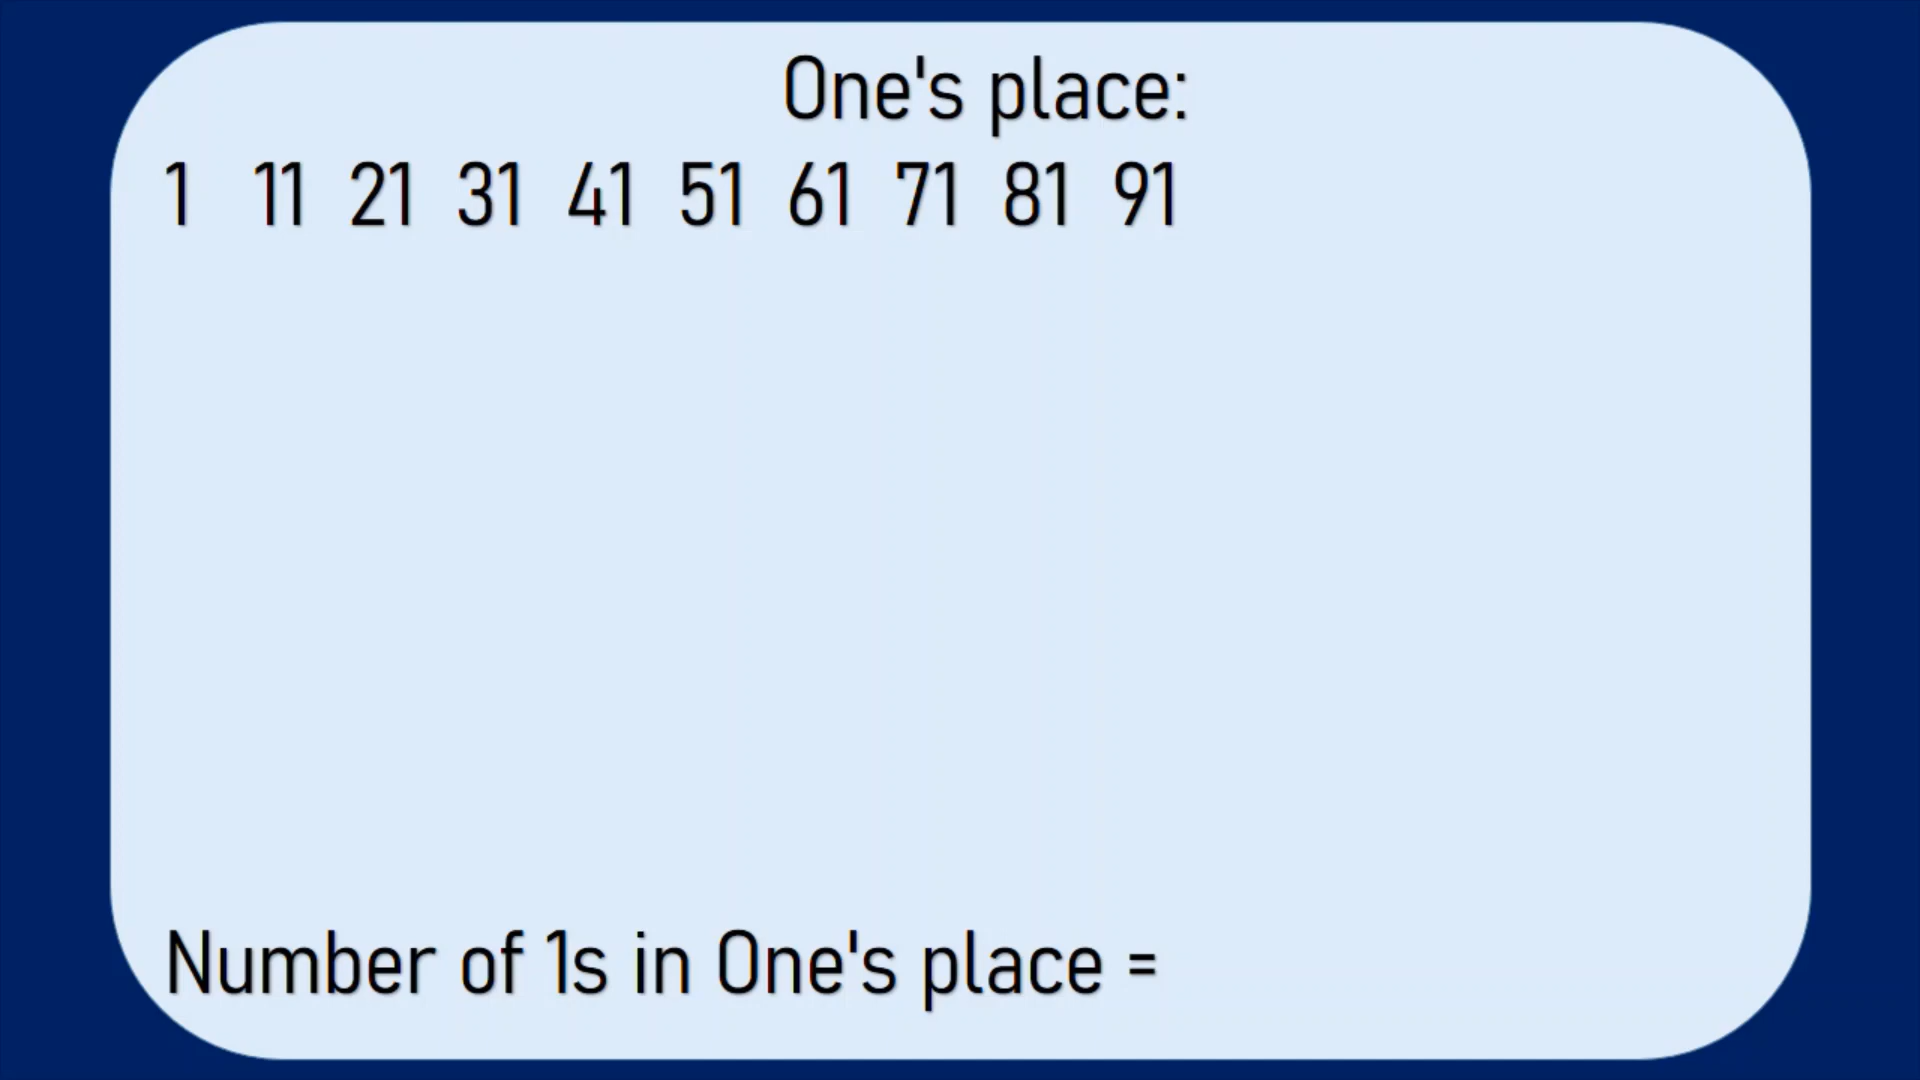 One's place:
1 11 21 31 41 51 61 71 81 91
Number of 1s in One's place =